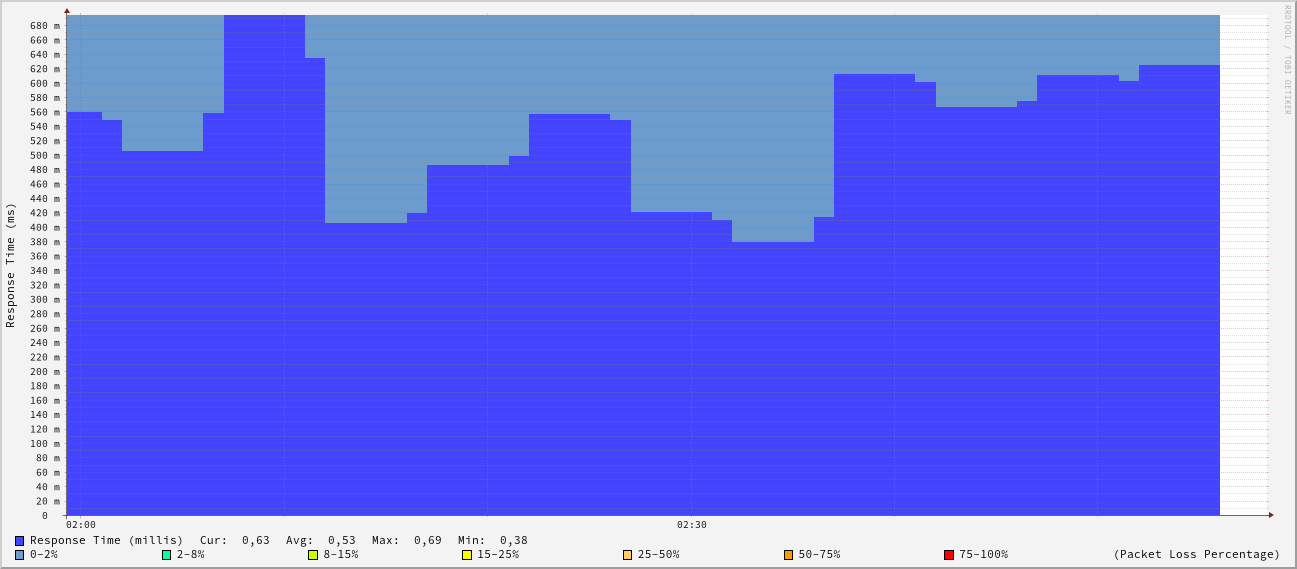 RRDTOOL / TOBI OETIKER
Response Time (ms)
680 m
660 m
640 m
620 m
600 m
580 m
560 m
540 m
520 m
500 m
480 m
460 m
440 m
420 m
400 m
380 m
360 m
340 m
320 m
300 m
280 m
260 m
240 m
220 m
200 m
180 m
160 m
140 m
120 m
100 m
80 m
60 m
40 m
20 m
0
02:00 02:30
Response Time (millis) Cur: 0,63 Avg: 0,53 Max: 0,69 Min: 0,38
0-2% 2-8% 8-15% 15-25% 25-50% 50-75% 75-100% (Packet Loss Percentage)